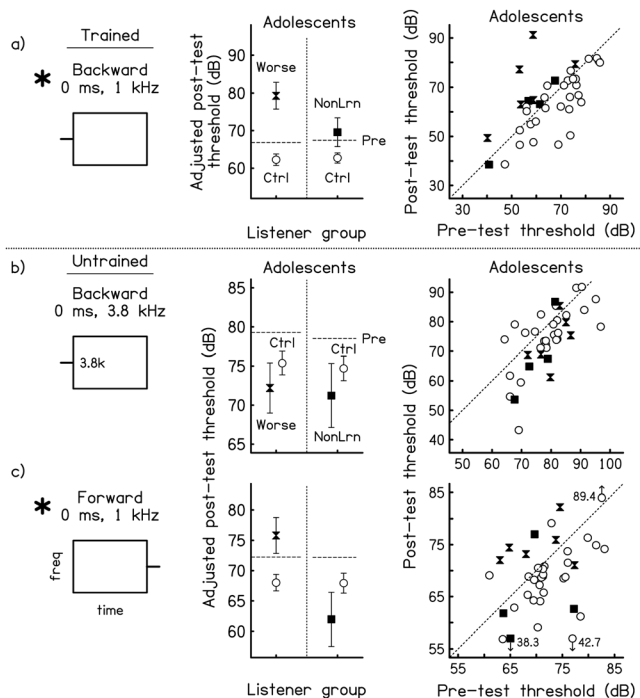 a)
Trained
Backward
0 ms, 1 kHz
*
Adolescents
Adjusted post-test
threshold (dB)
90
80
70
60
Worse
Ctrl
NonLrn
Ctrl
Pre
Listener group
Adolescents
Post-test threshold (dB)
90
70
50
30
30 50 70 90
Pre-test threshold (dB)
b)
Untrained
Backward
0 ms, 3.8 kHz
3.8k
Adolescents
85
80
75
70
65
Ctrl
Worse
Ctrl
NonLrn
Pre
Adolescents
90
80
70
60
50
40
50 60 70 80 90 100
c)
*
Forward
0 ms, 1 kHz
freq
time
Adjusted post-test threshold (dB)
85
80
75
70
65
60
Listener group
Post-test threshold (dB)
85
75
65
55
89.4
38.3
42.7
55 65 75 85
Pre-test threshold (dB)